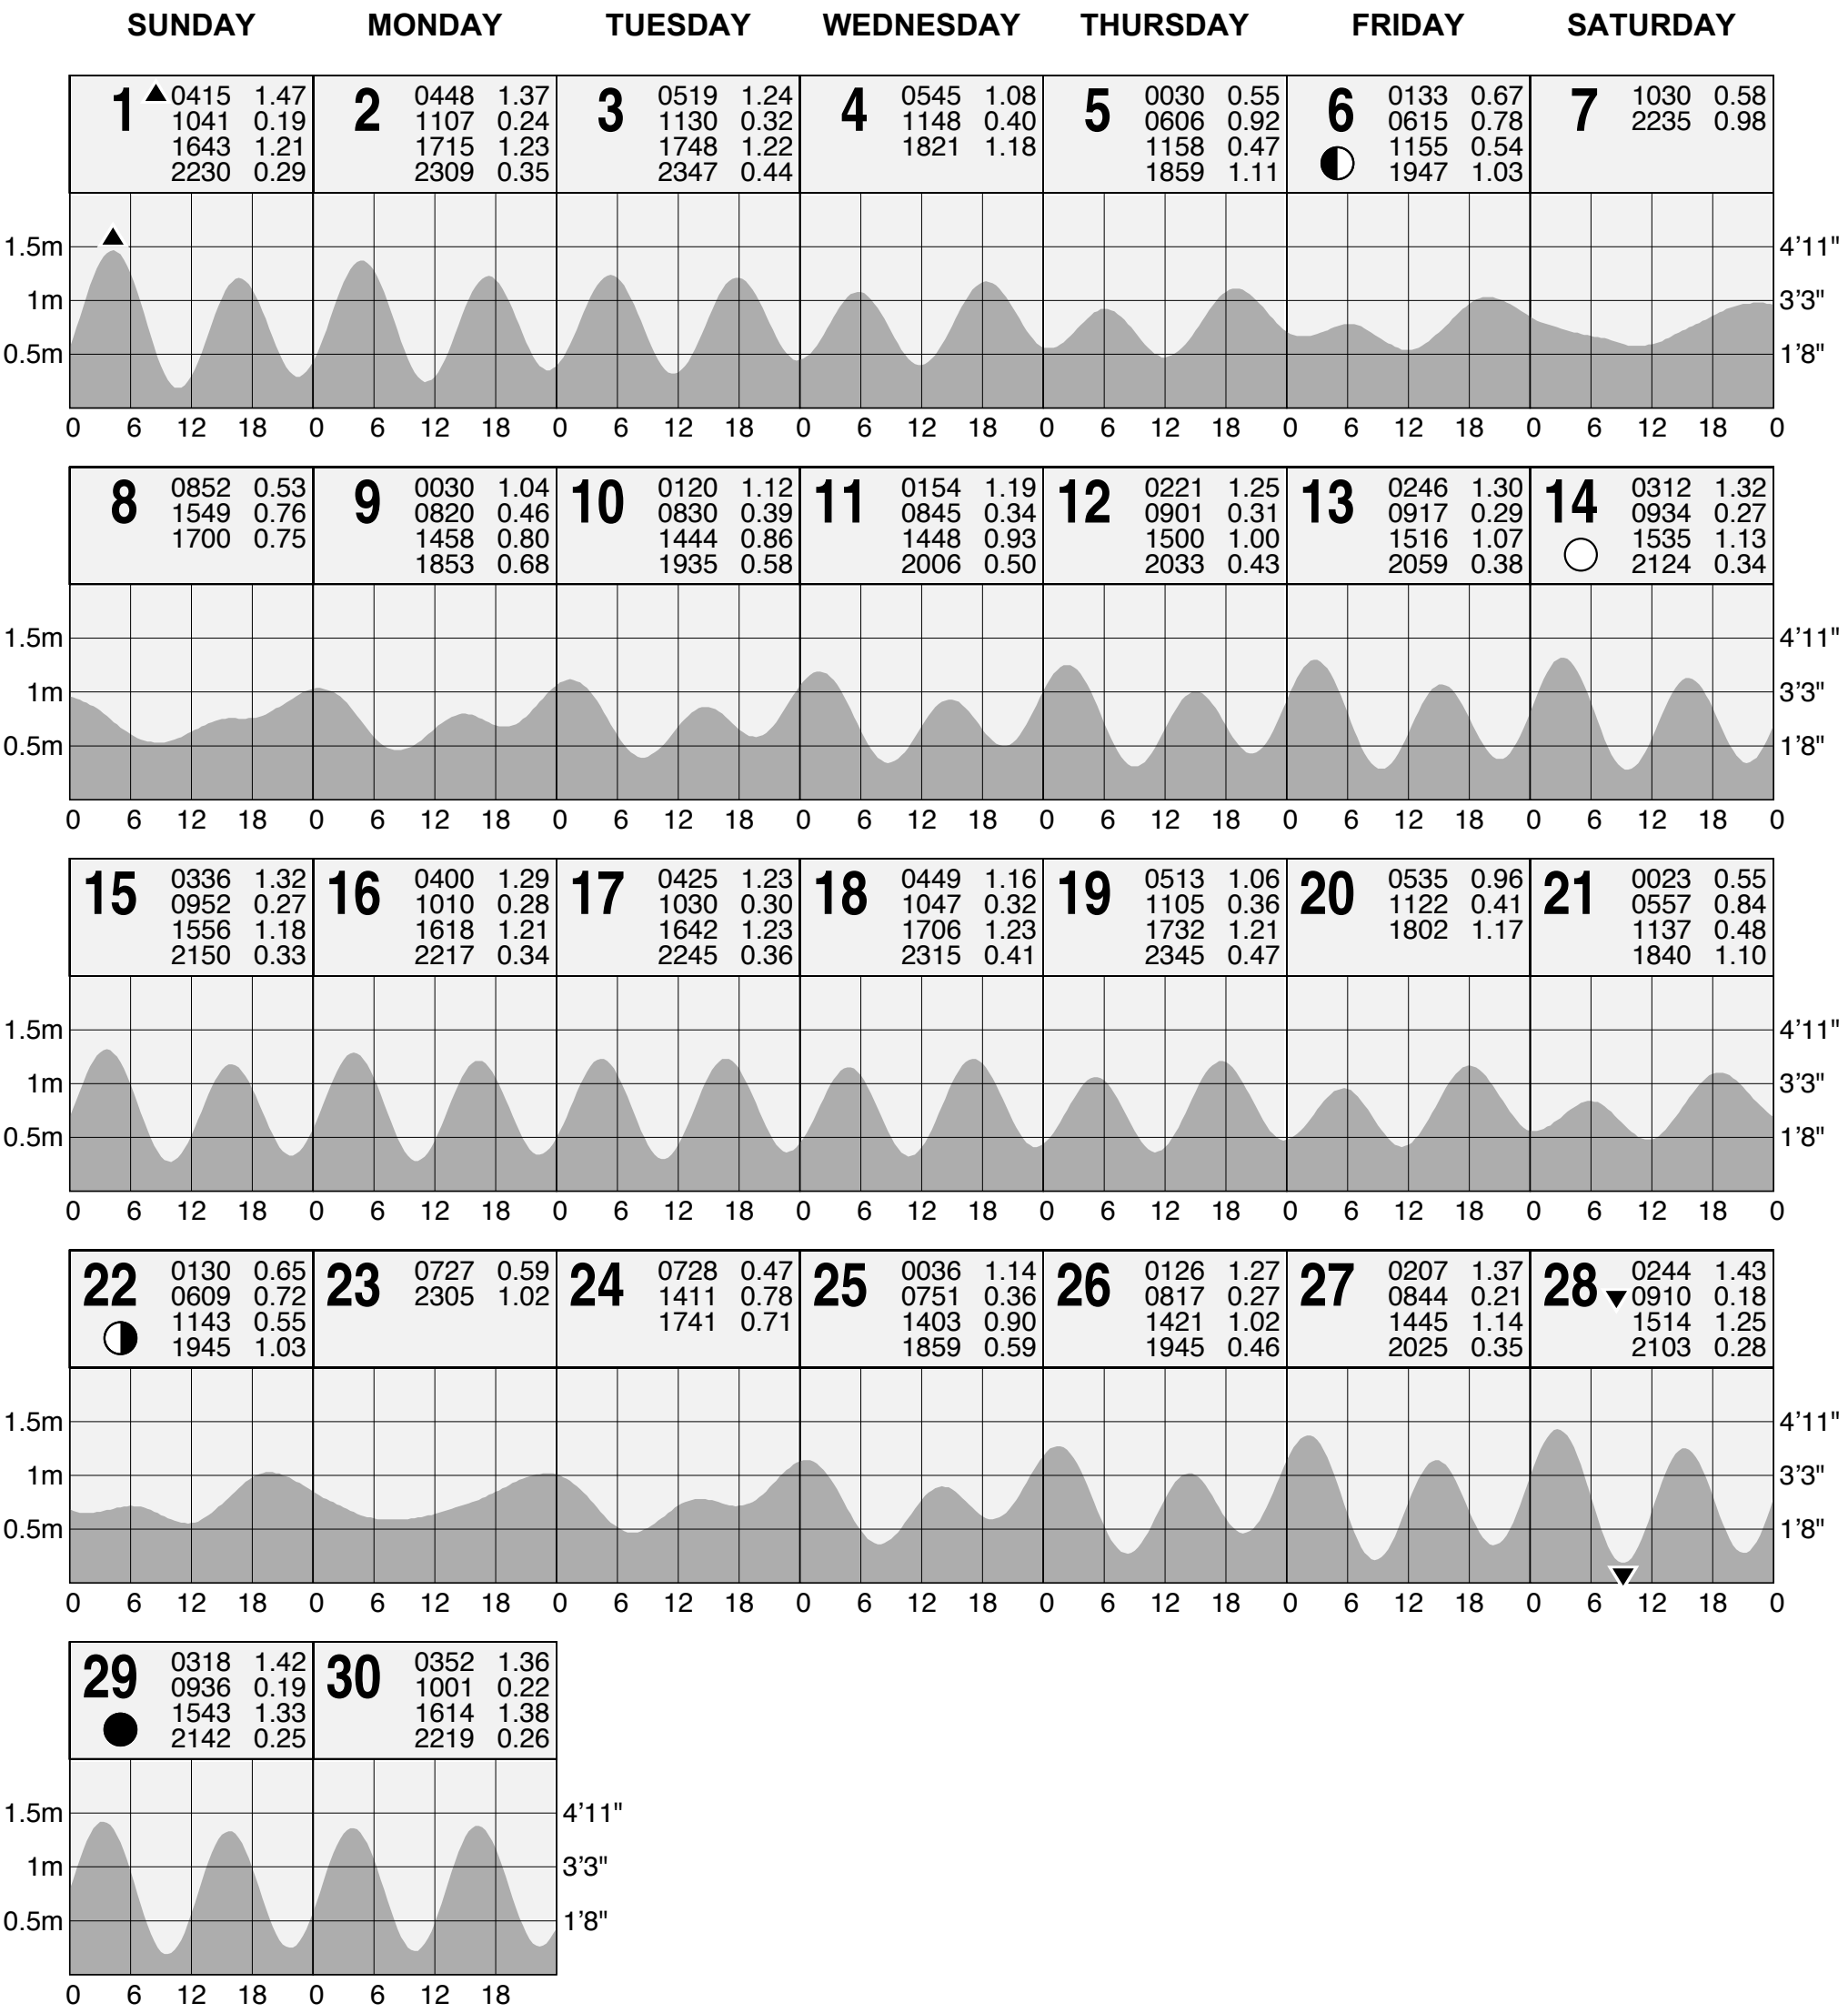 SUNDAY MONDAY TUESDAY WEDNESDAY THURSDAY FRIDAY SATURDAY
1 0415 1.47
1041 0.19
1643 1.21
2230 0.29
2 0448 1.37
1107 0.24
1715 1.23
2309 0.35
3 0519 1.24
1130 0.32
1748 1.22
2347 0.44
4 0545 1.08
1148 0.40
1821 1.18
5 0030 0.55
0606 0.92
1158 0.47
1859 1.11
6 0133 0.67
0615 0.78
1155 0.54
1947 1.03
7 1030 0.58
2235 0.98
1.5m 4'11"
1m 3'3"
0.5m 1'8"
0 6 12 18 0 6 12 18 0 6 12 18 0 6 12 18 0 6 12 18 0 6 12 18 0 6 12 18 0
8 0852 0.53
1549 0.76
1700 0.75
9 0030 1.04
0820 0.46
1458 0.80
1853 0.68
10 0120 1.12
0830 0.39
1444 0.86
1935 0.58
11 0154 1.19
0845 0.34
1448 0.93
2006 0.50
12 0221 1.25
0901 0.31
1500 1.00
2033 0.43
13 0246 1.30
0917 0.29
1516 1.07
2059 0.38
14 0312 1.32
0934 0.27
1535 1.13
2124 0.34
1.5m 4'11"
1m 3'3"
0.5m 1'8"
0 6 12 18 0 6 12 18 0 6 12 18 0 6 12 18 0 6 12 18 0 6 12 18 0 6 12 18 0
15 0336 1.32
0952 0.27
1556 1.18
2150 0.33
16 0400 1.29
1010 0.28
1618 1.21
2217 0.34
17 0425 1.23
1030 0.30
1642 1.23
2245 0.36
18 0449 1.16
1047 0.32
1706 1.23
2315 0.41
19 0513 1.06
1105 0.36
1732 1.21
2345 0.47
20 0535 0.96
1122 0.41
1802 1.17
21 0023 0.55
0557 0.84
1137 0.48
1840 1.10
1.5m 4'11"
1m 3'3"
0.5m 1'8"
0 6 12 18 0 6 12 18 0 6 12 18 0 6 12 18 0 6 12 18 0 6 12 18 0 6 12 18 0
22 0130 0.65
0609 0.72
1143 0.55
1945 1.03
23 0727 0.59
2305 1.02
24 0728 0.47
1411 0.78
1741 0.71
25 0036 1.14
0751 0.36
1403 0.90
1859 0.59
26 0126 1.27
0817 0.27
1421 1.02
1945 0.46
27 0207 1.37
0844 0.21
1445 1.14
2025 0.35
28 0244 1.43
0910 0.18
1514 1.25
2103 0.28
1.5m 4'11"
1m 3'3"
0.5m 1'8"
0 6 12 18 0 6 12 18 0 6 12 18 0 6 12 18 0 6 12 18 0 6 12 18 0 6 12 18 0
29 0318 1.42
0936 0.19
1543 1.33
2142 0.25
30 0352 1.36
1001 0.22
1614 1.38
2219 0.26
1.5m 4'11"
1m 3'3"
0.5m 1'8"
0 6 12 18 0 6 12 18